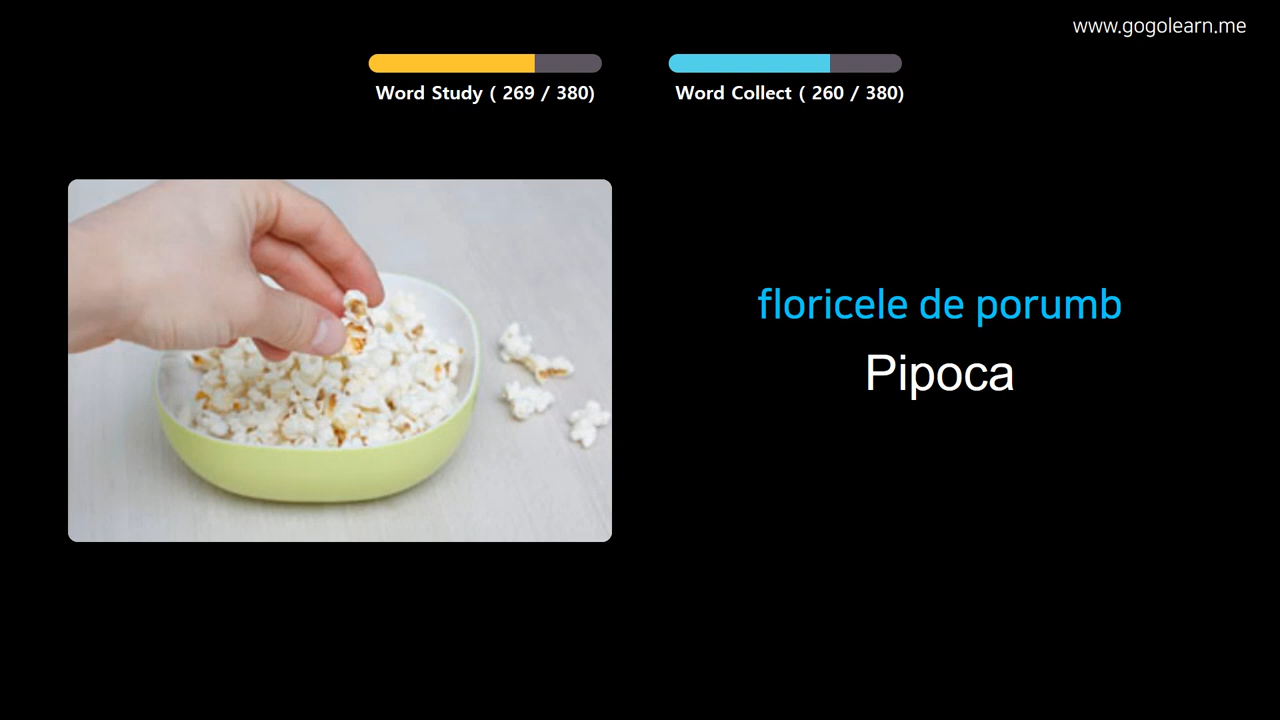 www.gogolearn.me
Word Study ( 269 / 380)
Word Collect ( 260 / 380)
floricele de porumb
Pipoca